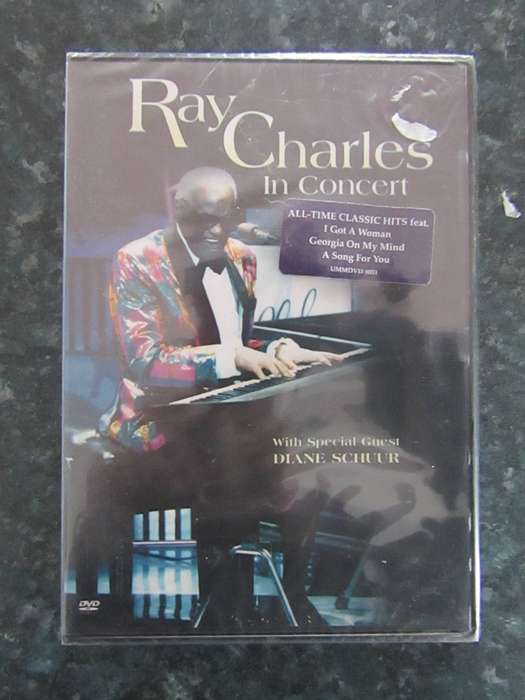 Ray
Charles
In Concert
ALL-TIME CLASSIC HITS feat.
I Got A Woman
Georgia On My Mind
A Song For You
With Special Guest
DIANE SCHUUR
DVD